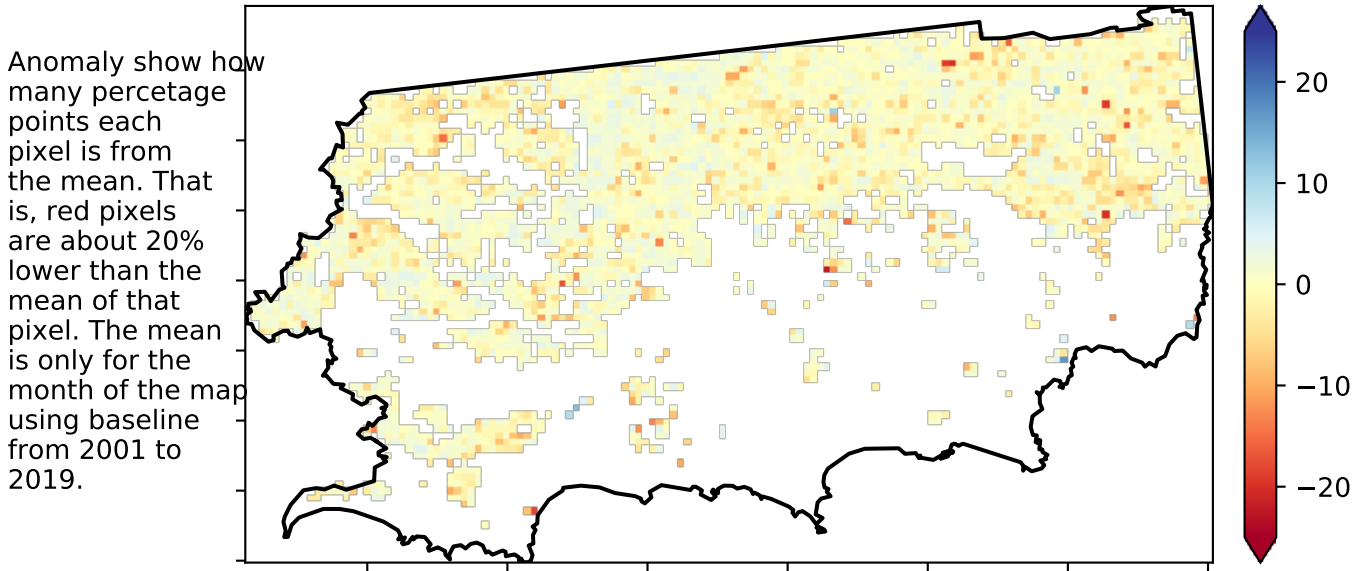 Anomaly show how
many percetage
points each
pixel is from
the mean. That
is, red pixels
are about 20%
lower than the
mean of that
pixel. The mean
is only for the
month of the map
using baseline
from 2001 to
2019.
20
10
0
−10
−20